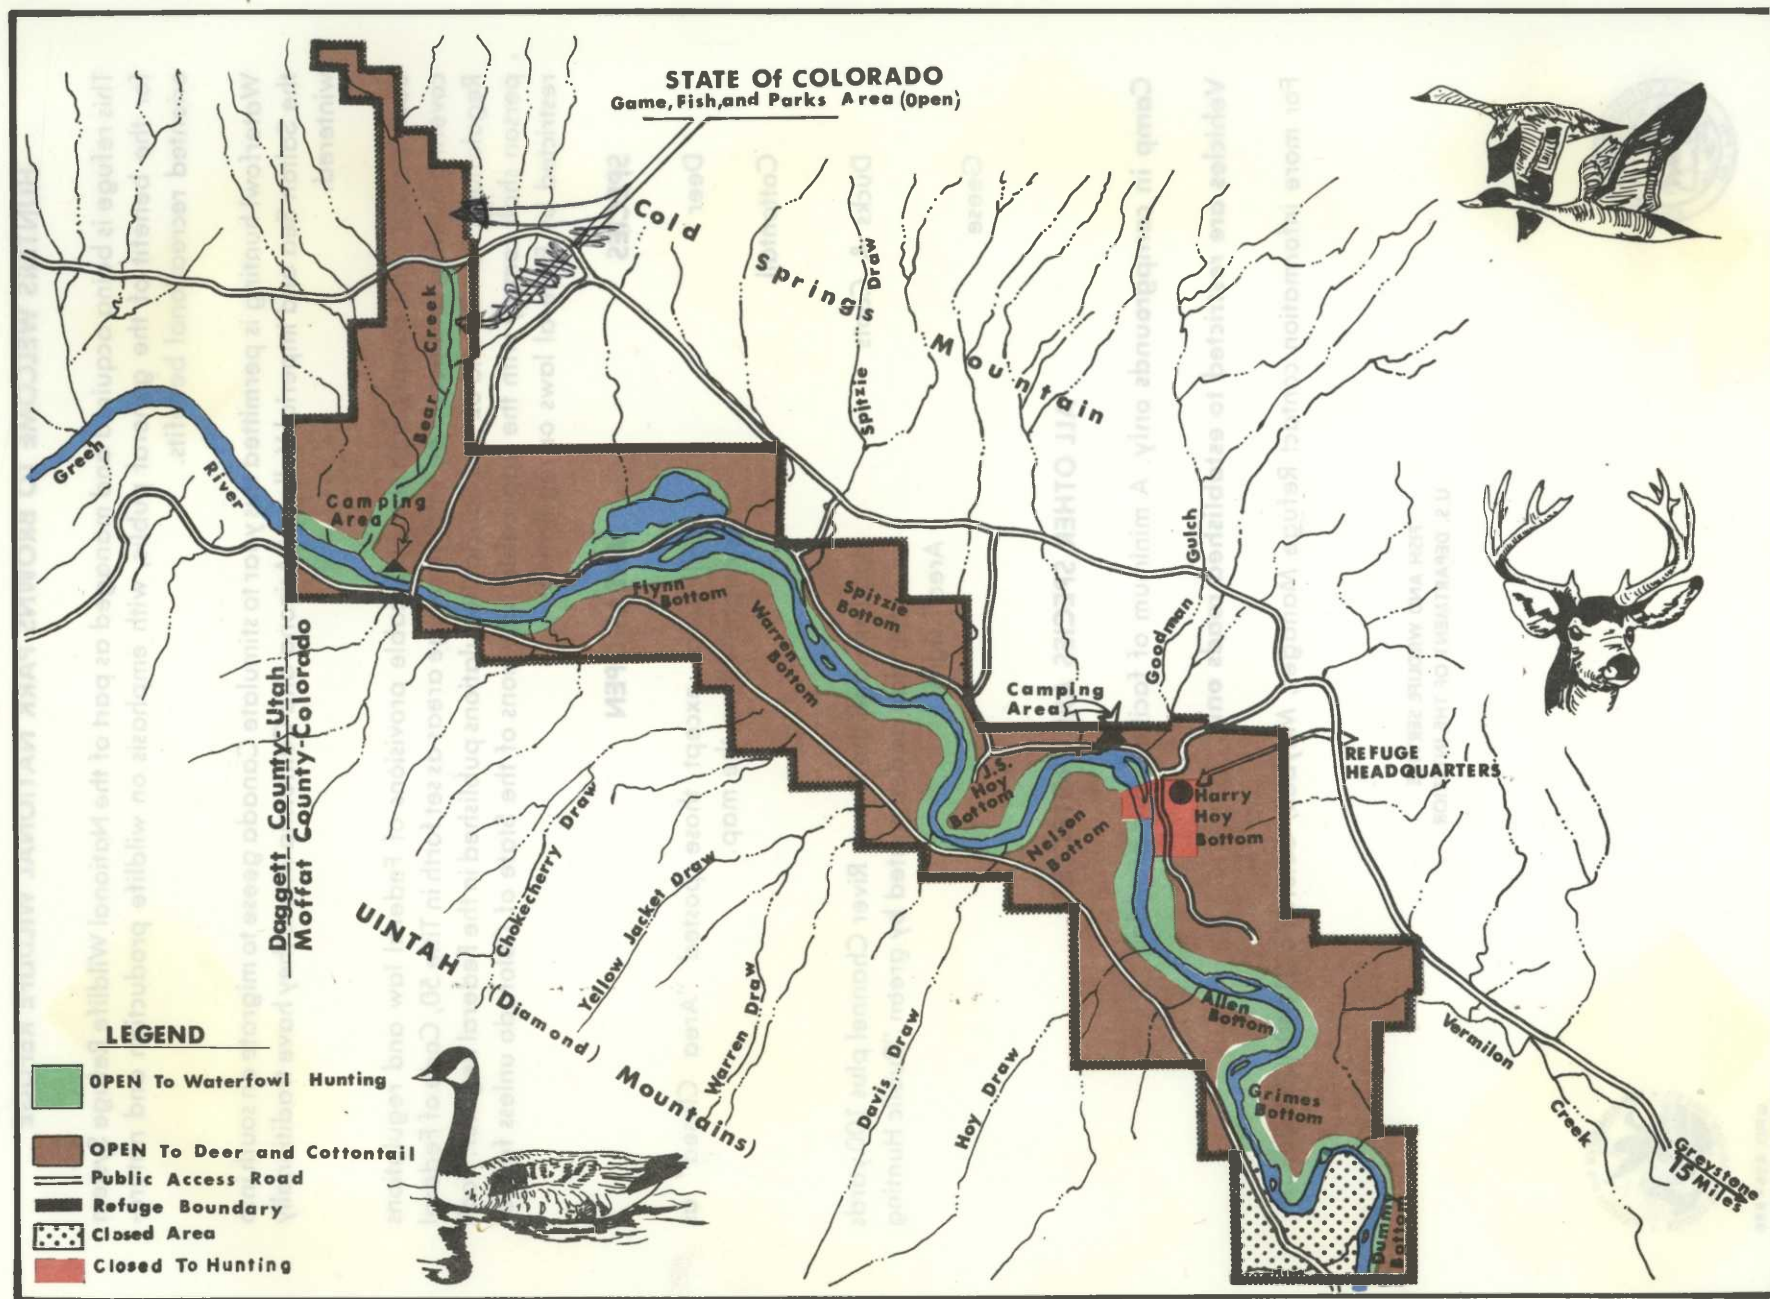 STATE Of COLORADO
Game, Fish, and Parks Area (Open)
Cold
Springs
Mountain
Spitzie Draw
Bear Creek
Green
River
Camping
Area
Flynn
Bottom
Warren
Bottom
Spitzie
Bottom
Goodman
Gulch
Camping
Area
REFUGE
HEADQUARTERS
J.S.
Hoy
Bottom
Nelson
Bottom
Harry
Hoy
Bottom
Daggett County-Utah
Moffat County-Colorado
UINTAH
(Diamond)
Mountains)
Chokecherry Draw
Yellow Jacket Draw
Warren Draw
Davis Draw
Hoy Draw
Allen
Bottom
Grimes
Bottom
Dummy
Bottom
Vermilon
Creek
Greystone
15 Miles
LEGEND
OPEN To Waterfowl Hunting
OPEN To Deer and Cottontail
Public Access Road
Refuge Boundary
Closed Area
Closed To Hunting